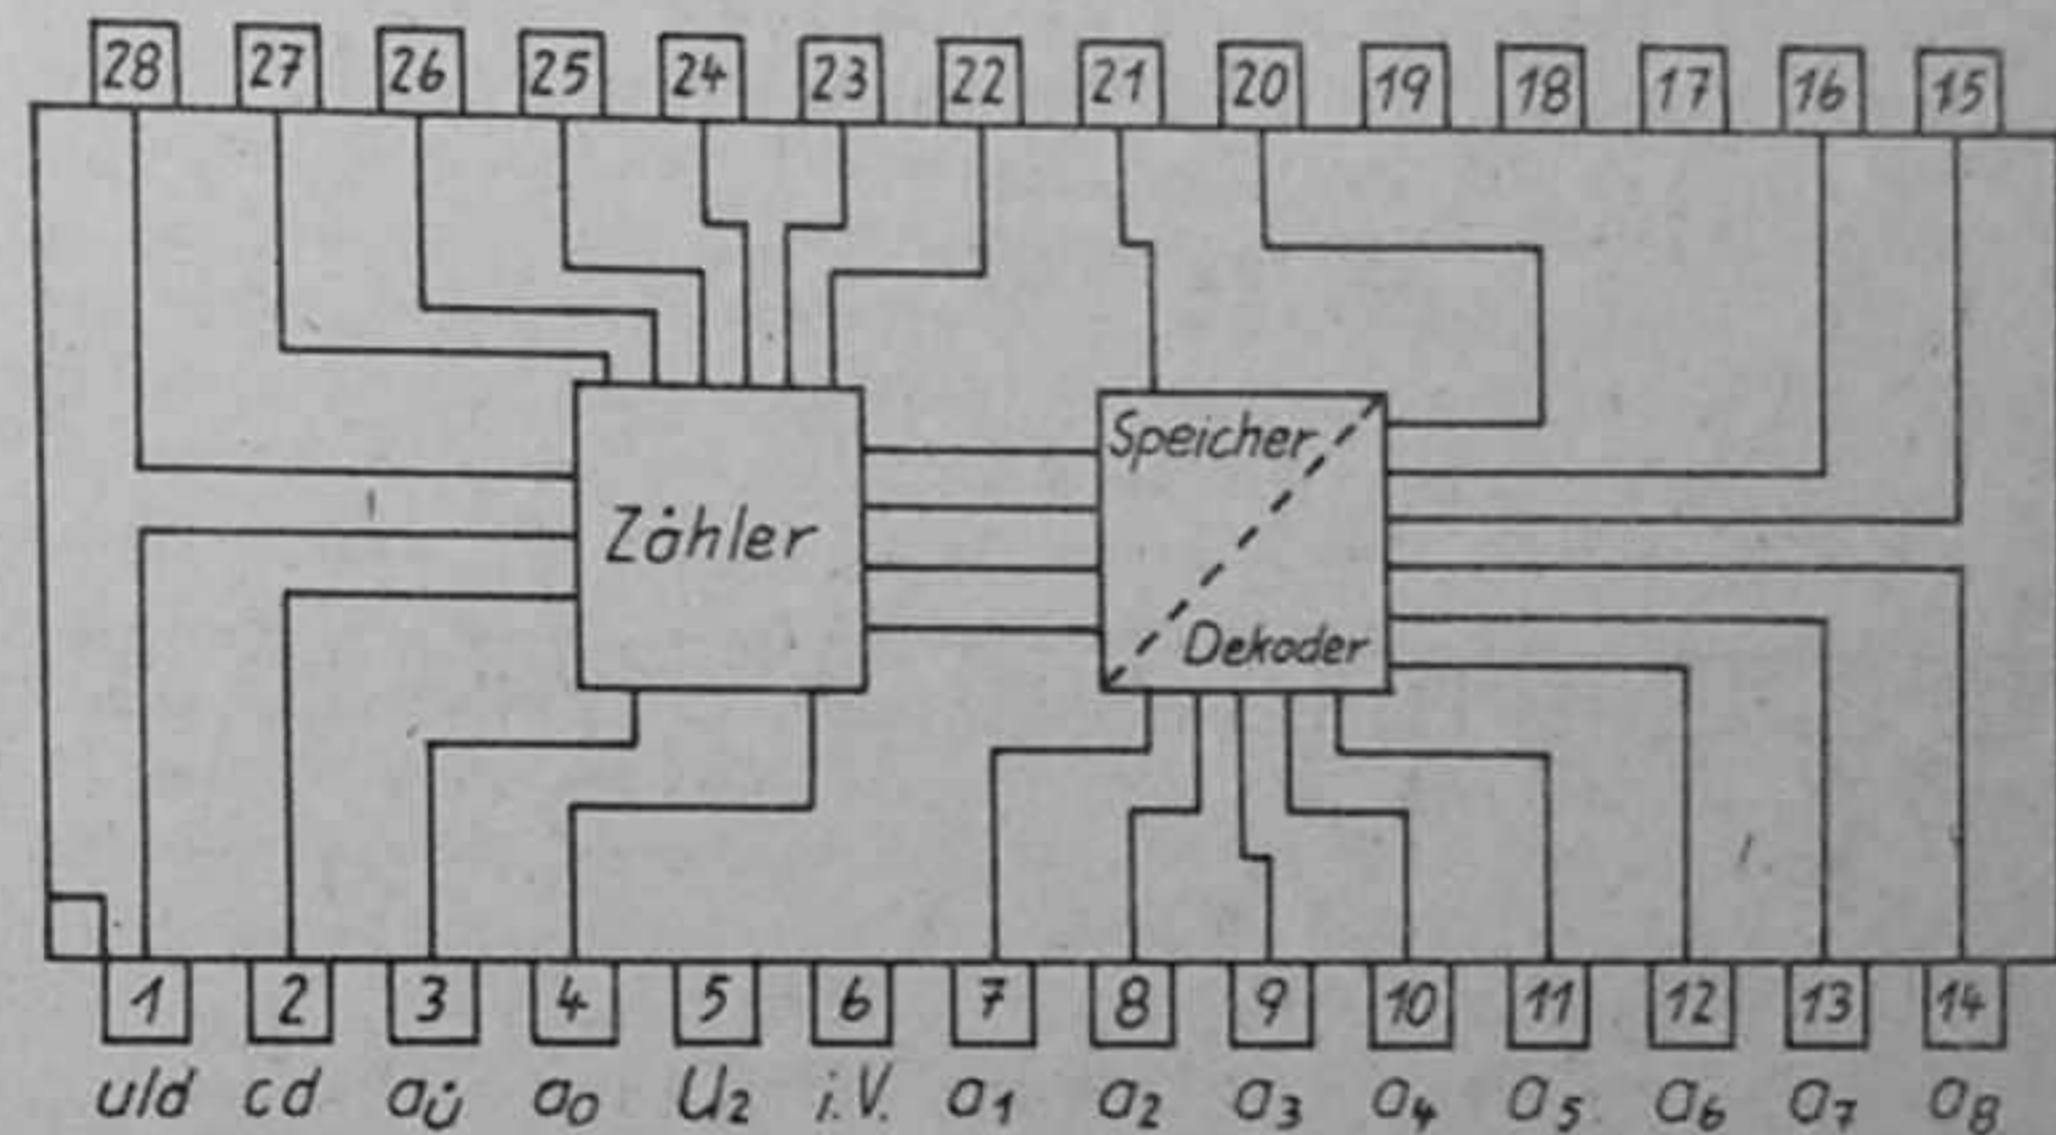 28 27 26 25 24 23 22 21 20 19 18 17 16 15
Speicher
Zähler
Dekoder
1 2 3 4 5 6 7 8 9 10 11 12 13 14
u/d cd aü a0 U2 i.V. a1 a2 a3 a4 a5 a6 a7 a8